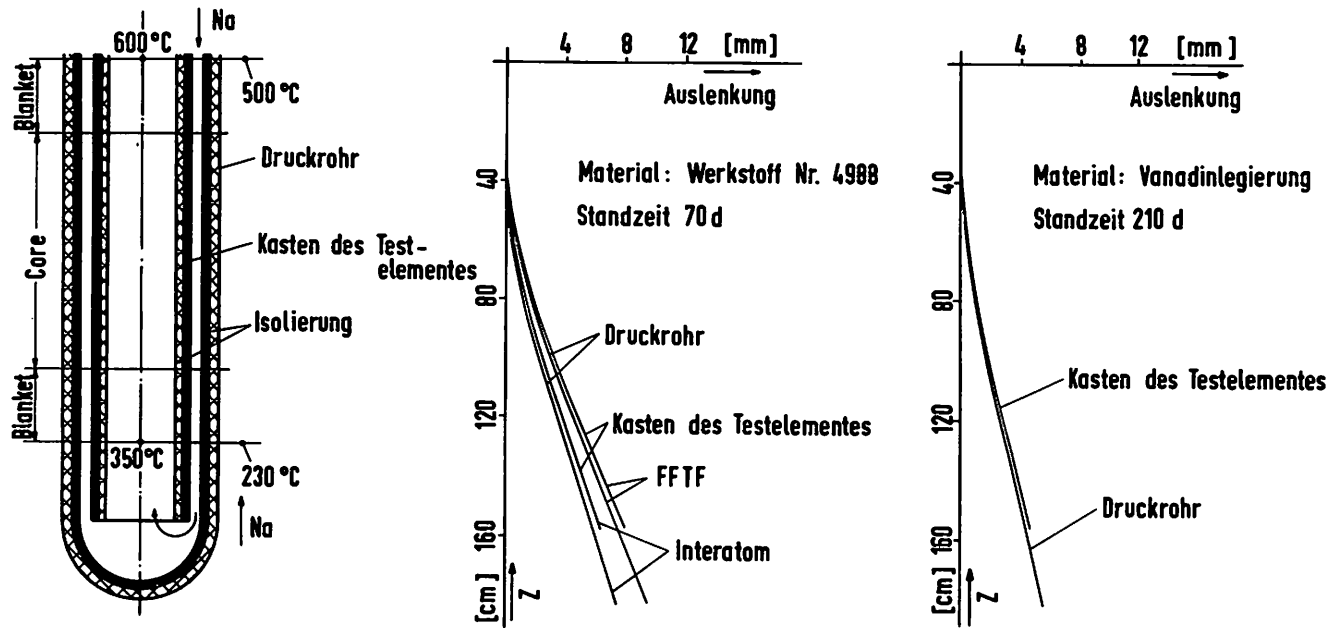 Na
600°C
500°C
Blanket
Druckrohr
Core
Kasten des Test-
elementes
Isolierung
Blanket
350°C
230°C
Na
4 8 12 [mm]
Auslenkung
Material: Werkstoff Nr. 4988
Standzeit 70 d
40
80
Druckrohr
120
Kasten des Testelementes
FFTF
160
Interatom
[cm]
Z
4 8 12 [mm]
Auslenkung
Material: Vanadinlegierung
Standzeit 210 d
40
80
Kasten des Testelementes
120
Druckrohr
160
[cm]
Z